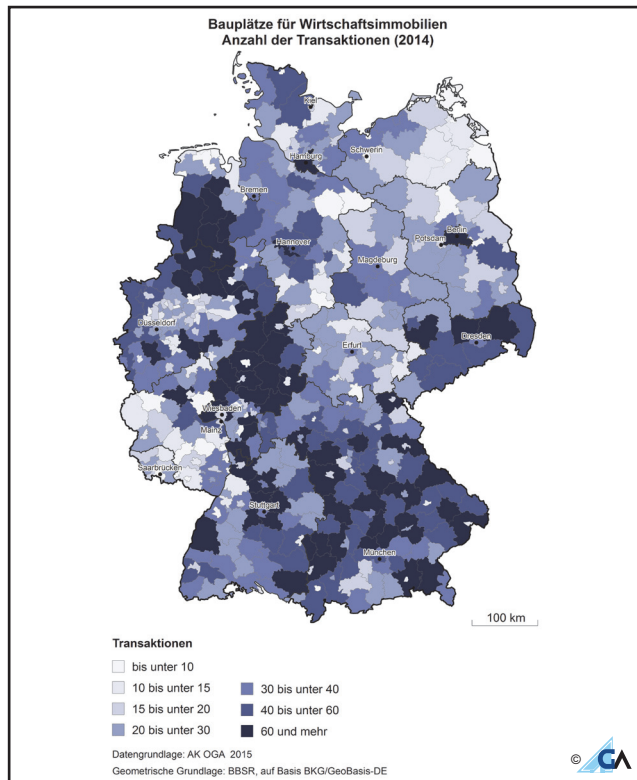 Bauplätze für Wirtschaftsimmobilien
Anzahl der Transaktionen (2014)
Kiel
Schwerin
Hamburg
Bremen
Berlin
Hannover
Potsdam
Magdeburg
Düsseldorf
Dresden
Erfurt
Wiesbaden
Mainz
Saarbrücken
Stuttgart
München
100 km
Transaktionen
bis unter 10
10 bis unter 15
15 bis unter 20
20 bis unter 30
30 bis unter 40
40 bis unter 60
60 und mehr
Datengrundlage: AK OGA 2015
Geometrische Grundlage: BBSR, auf Basis BKG/GeoBasis-DE
© GA